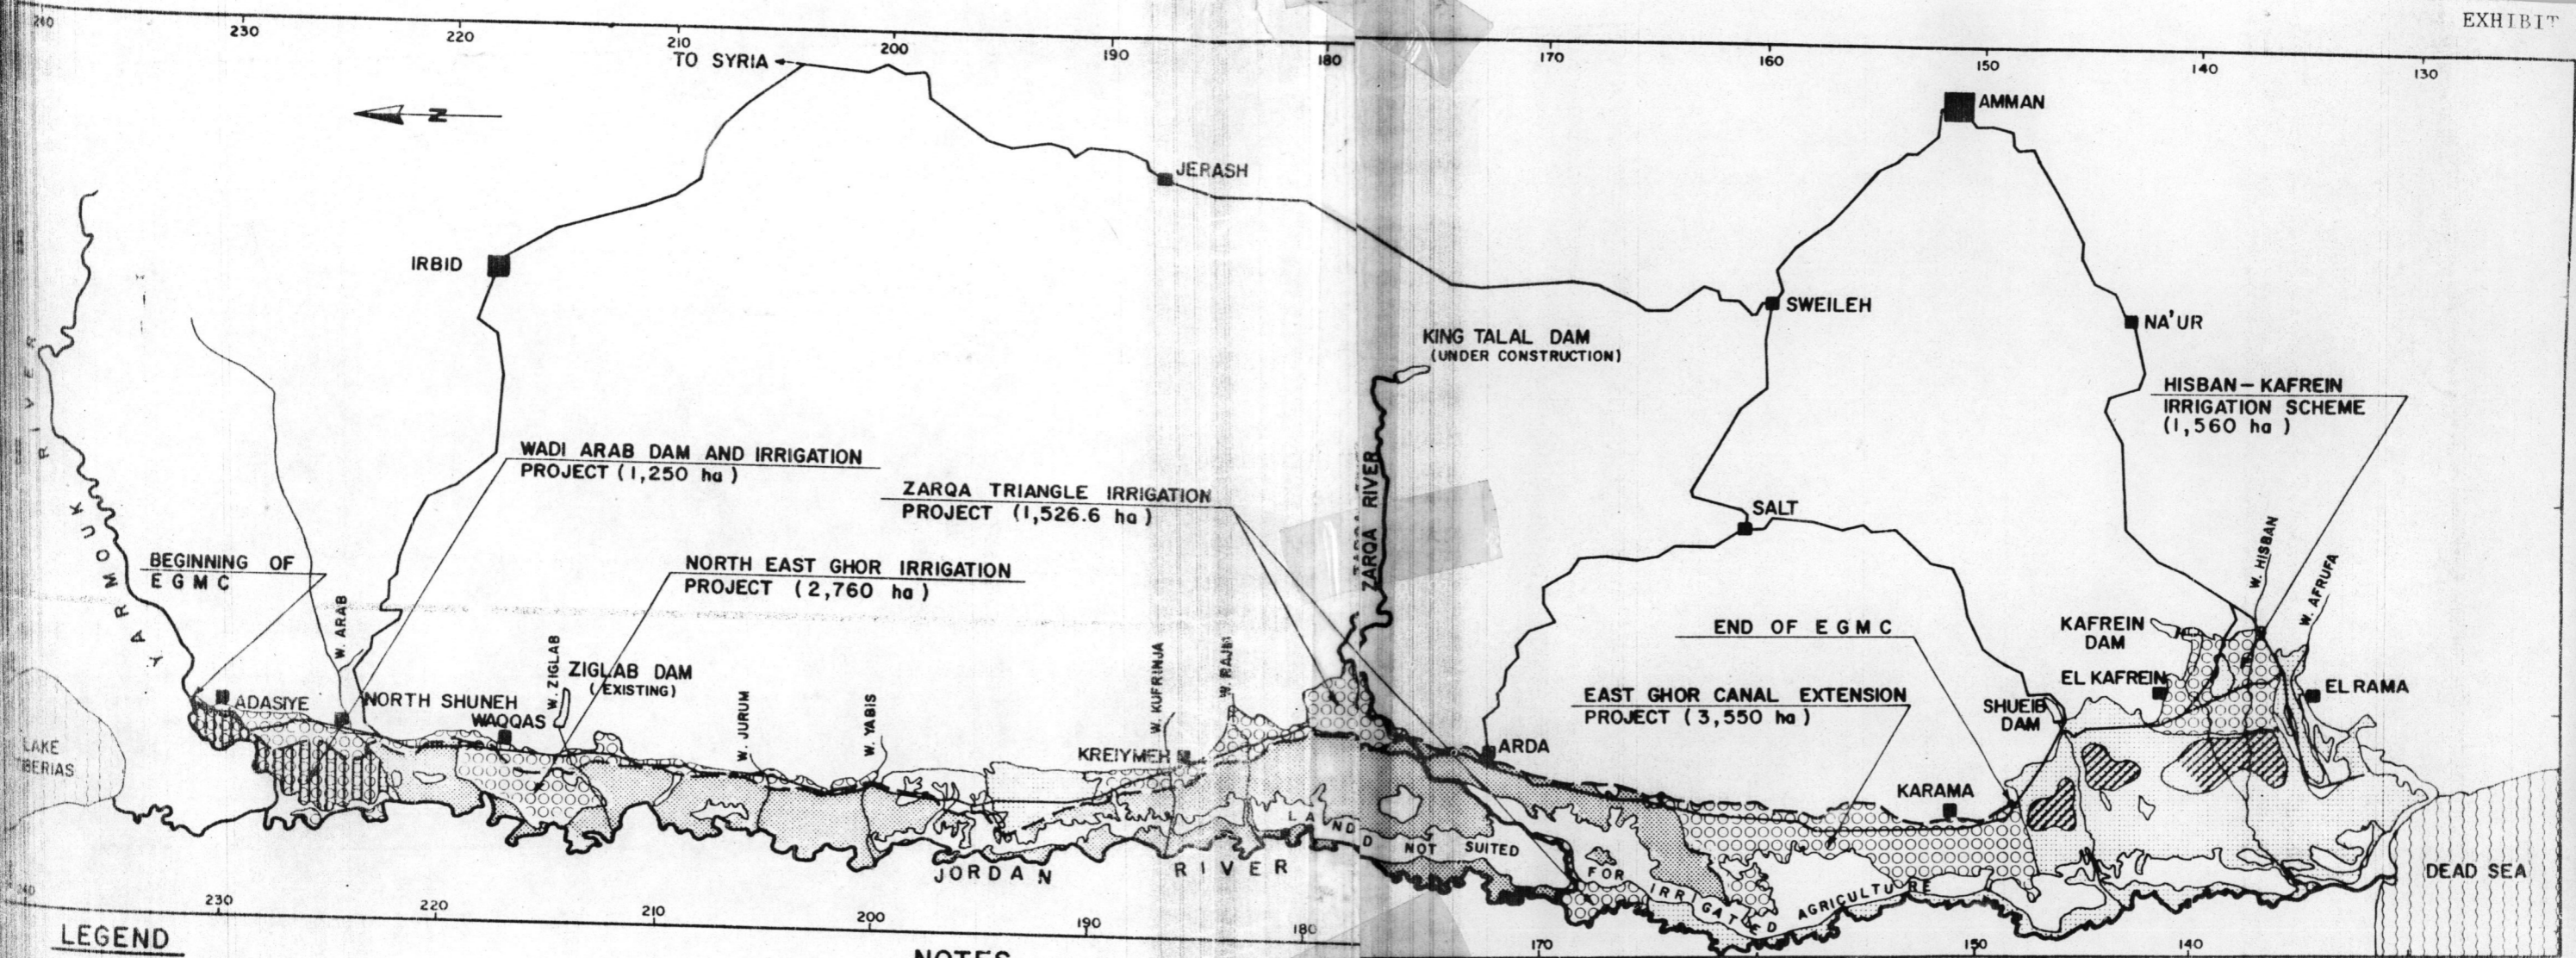 EXHIBIT
240
230
220
210
200
190
180
170
160
150
140
130
TO SYRIA
N
AMMAN
JERASH
IRBID
SWEILEH
NA'UR
KING TALAL DAM
(UNDER CONSTRUCTION)
HISBAN-KAFREIN
IRRIGATION SCHEME
(1,560 ha)
WADI ARAB DAM AND IRRIGATION
PROJECT (1,250 ha)
ZARQA TRIANGLE IRRIGATION
PROJECT (1,526.6 ha)
ZARQA RIVER
SALT
YARMOUK RIVER
BEGINNING OF
EGMC
NORTH EAST GHOR IRRIGATION
PROJECT (2,760 ha)
W. HISBAN
W. AFRUFA
W. ARAB
W. ZIGLAB
ZIGLAB DAM
(EXISTING)
W. JURUM
W. YABIS
W. KUFRINJA
W. RAJIB
END OF EGMC
KAFREIN
DAM
EL KAFREIN
EL RAMA
ADASIYE
NORTH SHUNEH
WAQQAS
KREIYMEH
ARDA
EAST GHOR CANAL EXTENSION
PROJECT (3,550 ha)
SHUEIB
DAM
KARAMA
LAKE
BERIAS
JORDAN RIVER
LAND NOT SUITED
FOR IRRIGATED AGRICULTURE
DEAD SEA
240
230
220
210
200
190
180
170
150
140
LEGEND
NOTES